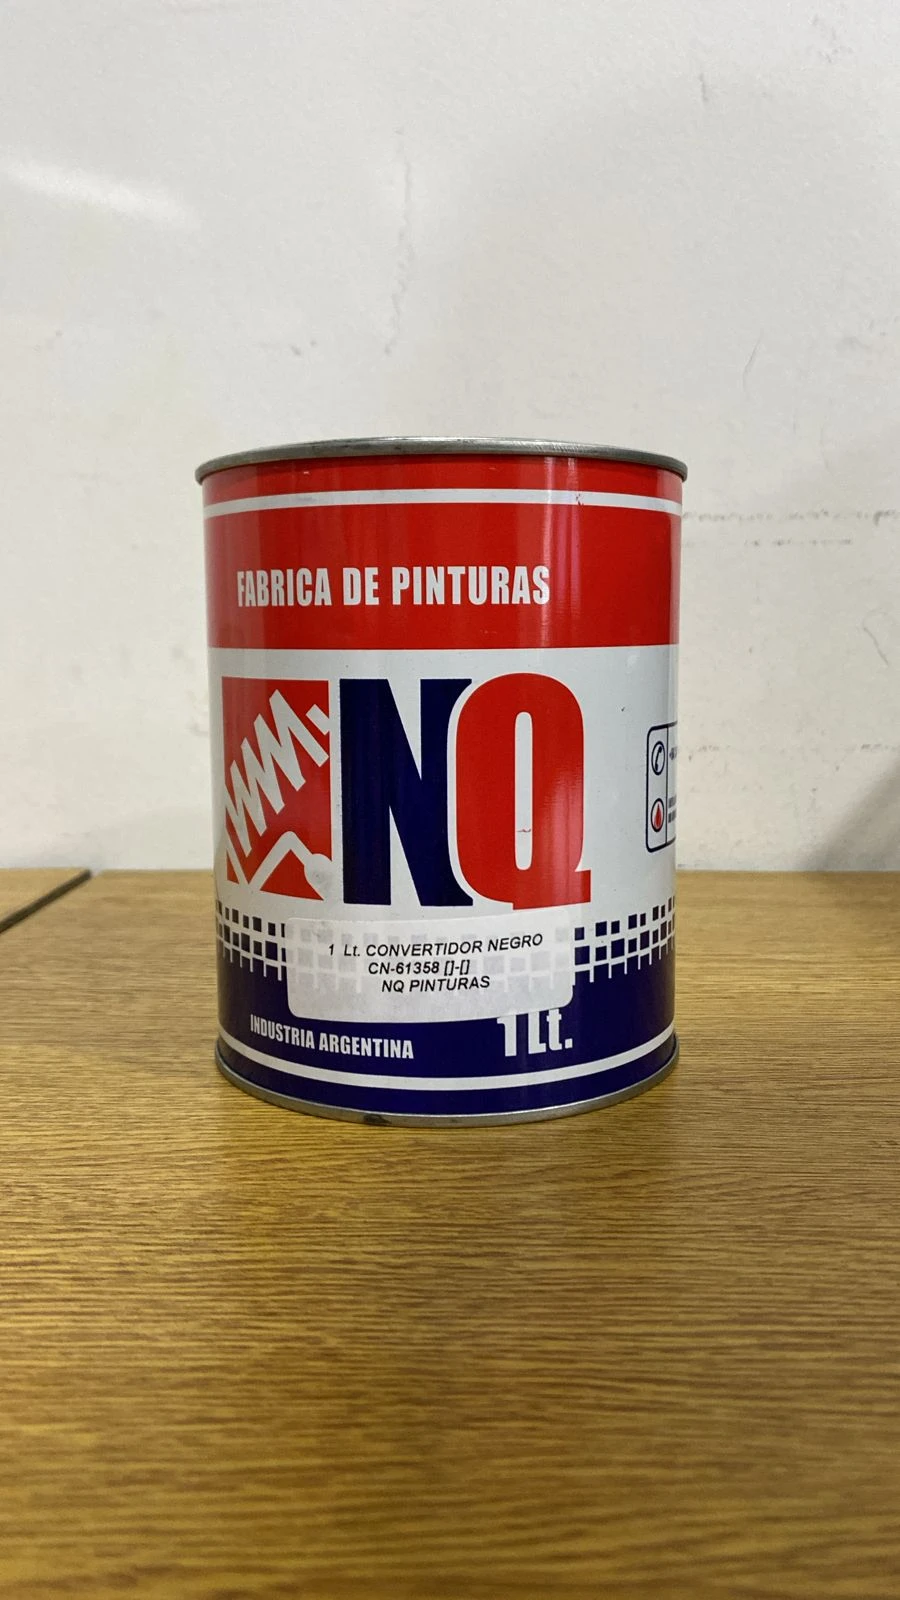 FABRICA DE PINTURAS
NQ
1 Lt. CONVERTIDOR NEGRO
CN-61358 []-[]
NQ PINTURAS
INDUSTRIA ARGENTINA
1Lt.